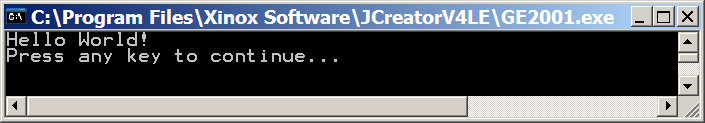 C:\Program Files\Xinox Software\JCreatorV4LE\GE2001.exe
Hello World!
Press any key to continue...